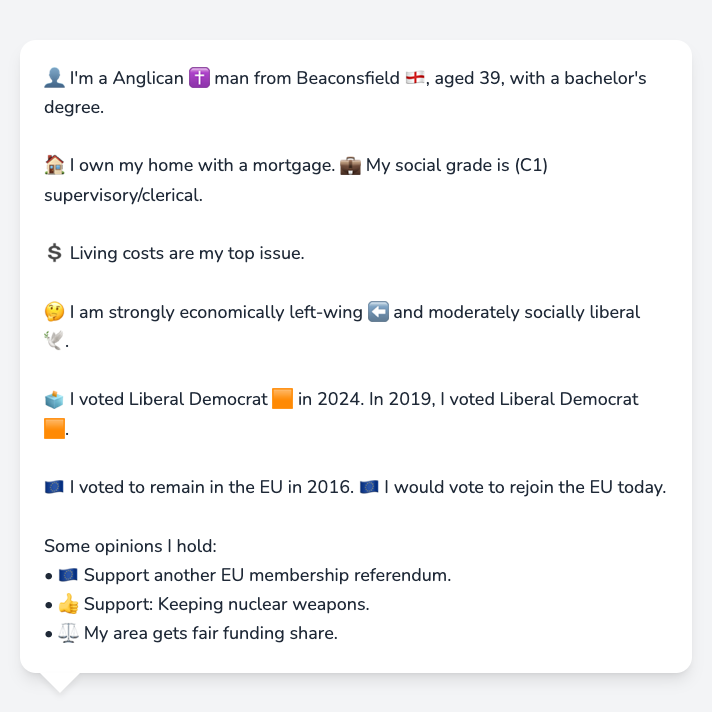 👤 I'm a Anglican ✝️ man from Beaconsfield 🏴󠁧󠁢󠁥󠁮󠁧󠁿, aged 39, with a bachelor's
degree.
🏠 I own my home with a mortgage. 💼 My social grade is (C1)
supervisory/clerical.
💲 Living costs are my top issue.
🤔 I am strongly economically left-wing ⬅️ and moderately socially liberal
🕊️.
🗳️ I voted Liberal Democrat 🟧 in 2024. In 2019, I voted Liberal Democrat
🟧.
🇪🇺 I voted to remain in the EU in 2016. 🇪🇺 I would vote to rejoin the EU today.
Some opinions I hold:
• 🇪🇺 Support another EU membership referendum.
• 👍 Support: Keeping nuclear weapons.
• ⚖️ My area gets fair funding share.